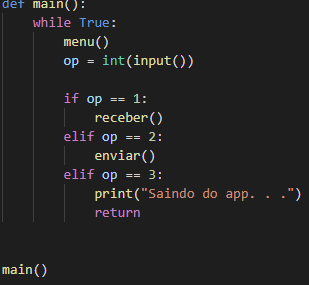 def main():
    while True:
        menu()
        op = int(input())

        if op == 1:
            receber()
        elif op == 2:
            enviar()
        elif op == 3:
            print("Saindo do app. . .")
            return


main()